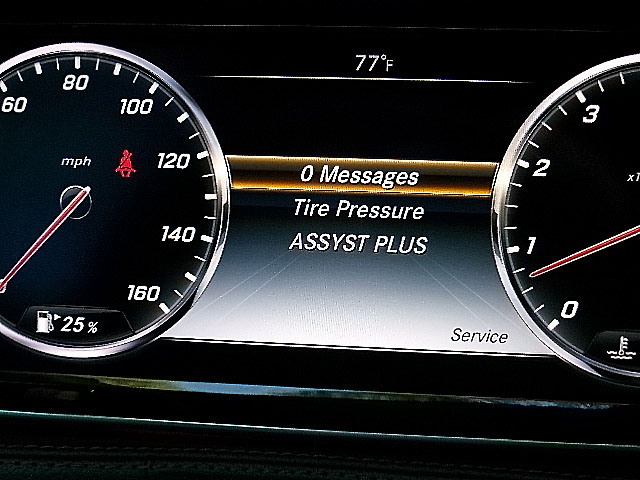 77°F
60
80
100
120
140
160
mph
25%
0 Messages
Tire Pressure
ASSYST PLUS
Service
3
2
1
0
x1